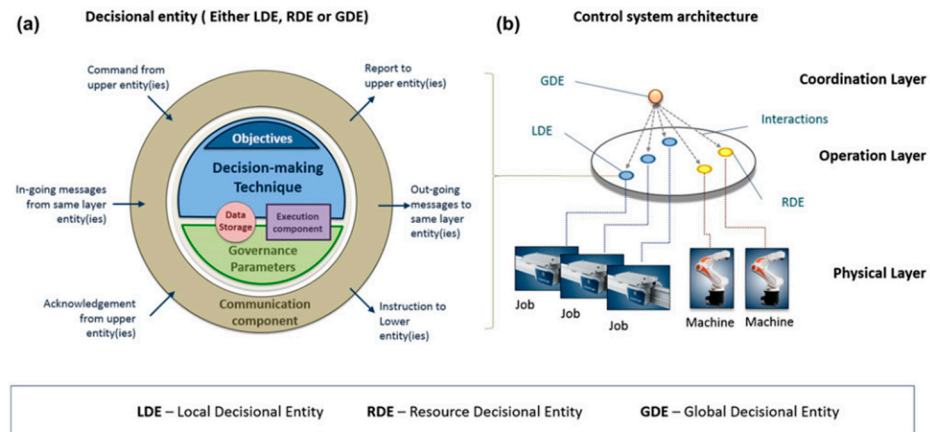 (a)
Decisional entity ( Either LDE, RDE or GDE)
Command from
upper entity(ies)
Report to
upper entity(ies)
Objectives
Decision-making
Technique
In-going messages
from same layer
entity(ies)
Out-going
messages to
same layer
entity(ies)
Data
Storage
Execution
component
Governance
Parameters
Acknowledgement
from upper
entity(ies)
Communication
component
Instruction to
Lower
entity(ies)
(b)
Control system architecture
GDE
Coordination Layer
LDE
Interactions
Operation Layer
RDE
Physical Layer
Job
Job
Job
Machine
Machine
LDE – Local Decisional Entity
RDE – Resource Decisional Entity
GDE – Global Decisional Entity